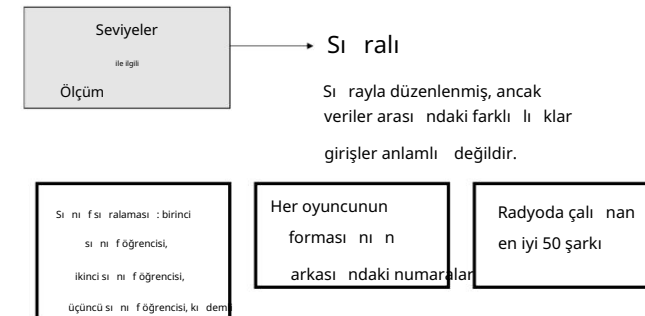 Seviyeler
ile ilgili
Ölçüm
Sı ralı
Sı rayla düzenlenmiş, ancak
veriler arası ndaki farklı lı klar
girişler anlamlı değildir.
Sı nı f sı ralaması : birinci
sı nı f öğrencisi,
ikinci sı nı f öğrencisi,
üçüncü sı nı f öğrencisi, kı demli
Her oyuncunun
forması nı n
arkası ndaki numaralar
Radyoda çalı nan
en iyi 50 şarkı